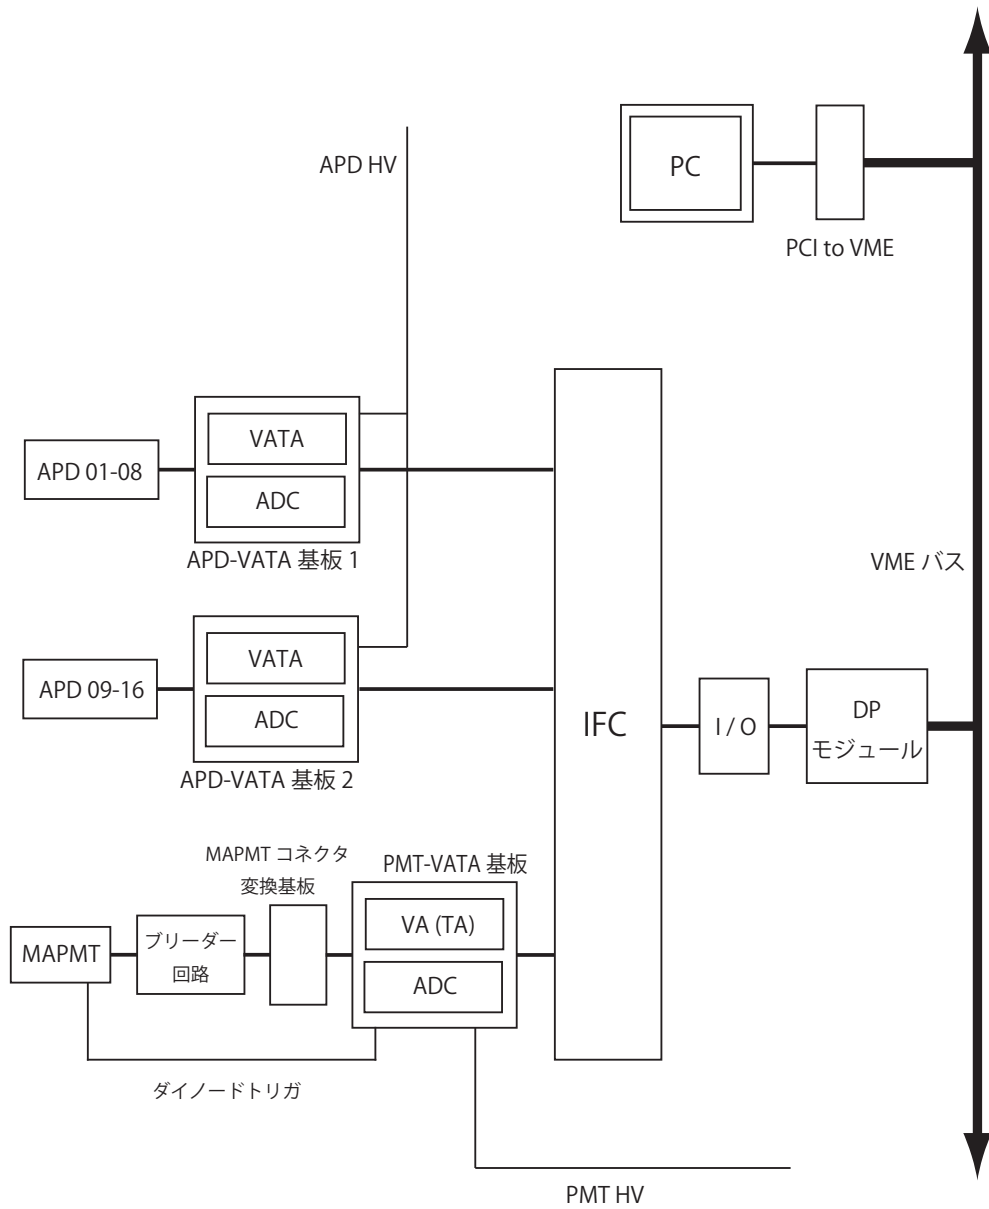 APD HV
PC
PCI to VME
VATA
APD 01-08
ADC
APD-VATA 基板 1
VME バス
VATA
APD 09-16
ADC
APD-VATA 基板 2
IFC
I / O
DP
モジュール
MAPMT コネクタ
変換基板
PMT-VATA 基板
VA (TA)
MAPMT
ブリーダー
回路
ADC
ダイノードトリガ
PMT HV